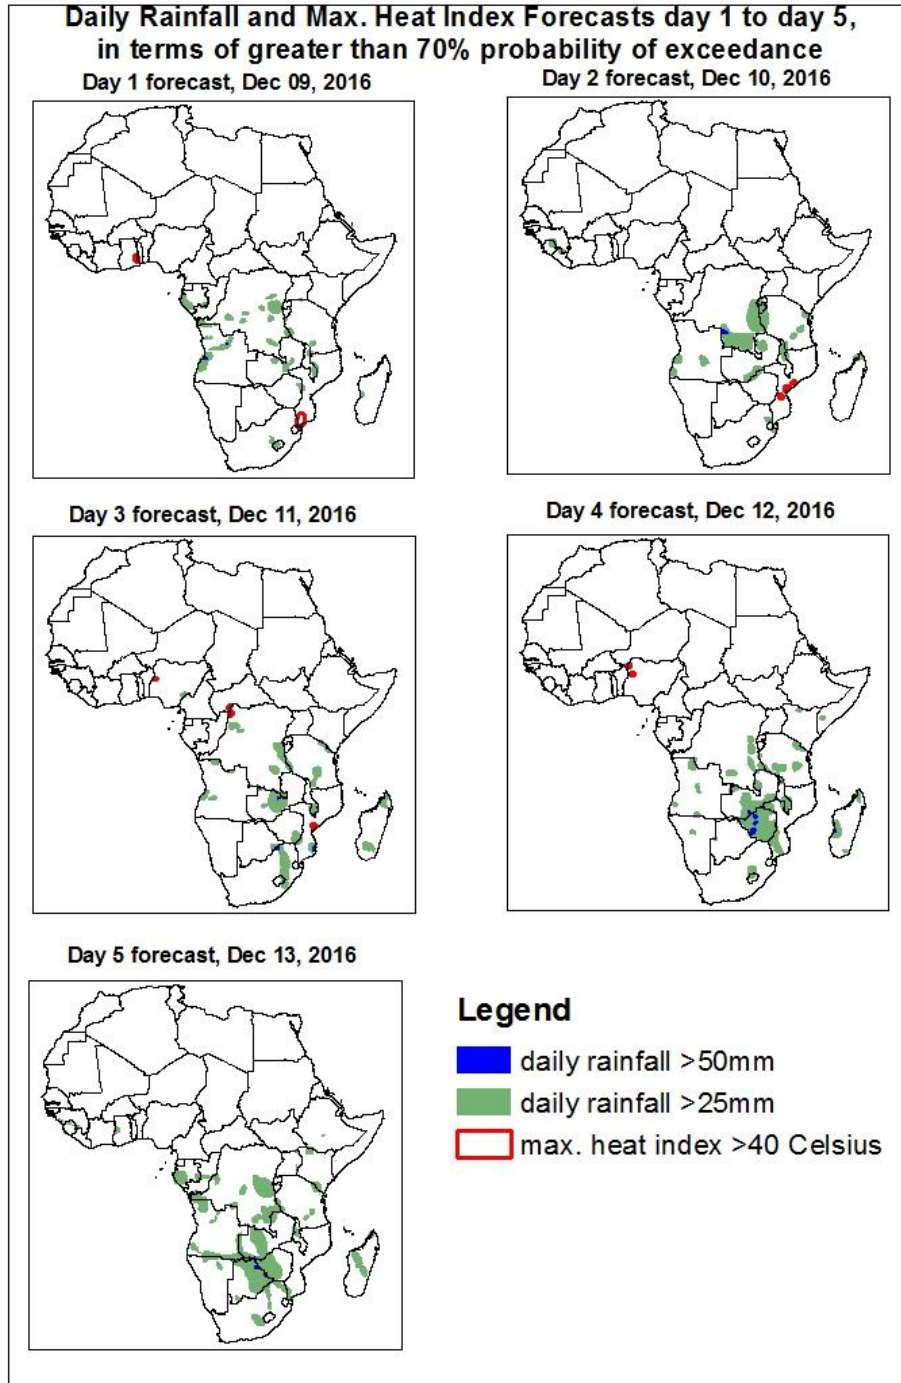 Daily Rainfall and Max. Heat Index Forecasts day 1 to day 5,
in terms of greater than 70% probability of exceedance
Day 1 forecast, Dec 09, 2016
Day 2 forecast, Dec 10, 2016
Day 3 forecast, Dec 11, 2016
Day 4 forecast, Dec 12, 2016
Day 5 forecast, Dec 13, 2016
Legend
daily rainfall >50mm
daily rainfall >25mm
max. heat index >40 Celsius